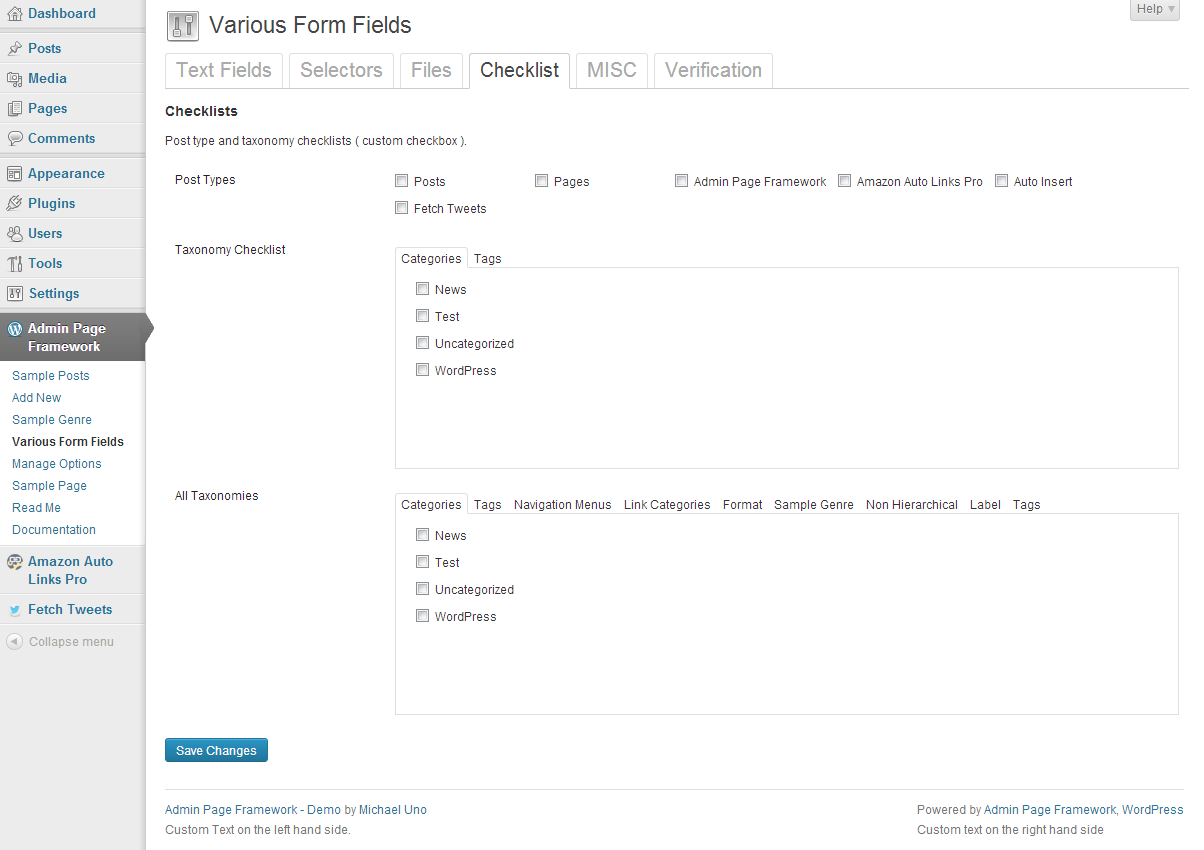 Dashboard
Posts
Media
Pages
Comments
Appearance
Plugins
Users
Tools
Settings
Admin Page
Framework
Sample Posts
Add New
Sample Genre
Various Form Fields
Manage Options
Sample Page
Read Me
Documentation
Amazon Auto
Links Pro
Fetch Tweets
Collapse menu
Help
Various Form Fields
Text Fields Selectors Files Checklist MISC Verification
Checklists
Post type and taxonomy checklists ( custom checkbox ).
Post Types
Posts Pages Admin Page Framework Amazon Auto Links Pro Auto Insert
Fetch Tweets
Taxonomy Checklist
Categories Tags
News
Test
Uncategorized
WordPress
All Taxonomies
Categories Tags Navigation Menus Link Categories Format Sample Genre Non Hierarchical Label Tags
News
Test
Uncategorized
WordPress
Save Changes
Admin Page Framework - Demo by Michael Uno
Custom Text on the left hand side.
Powered by Admin Page Framework, WordPress
Custom text on the right hand side